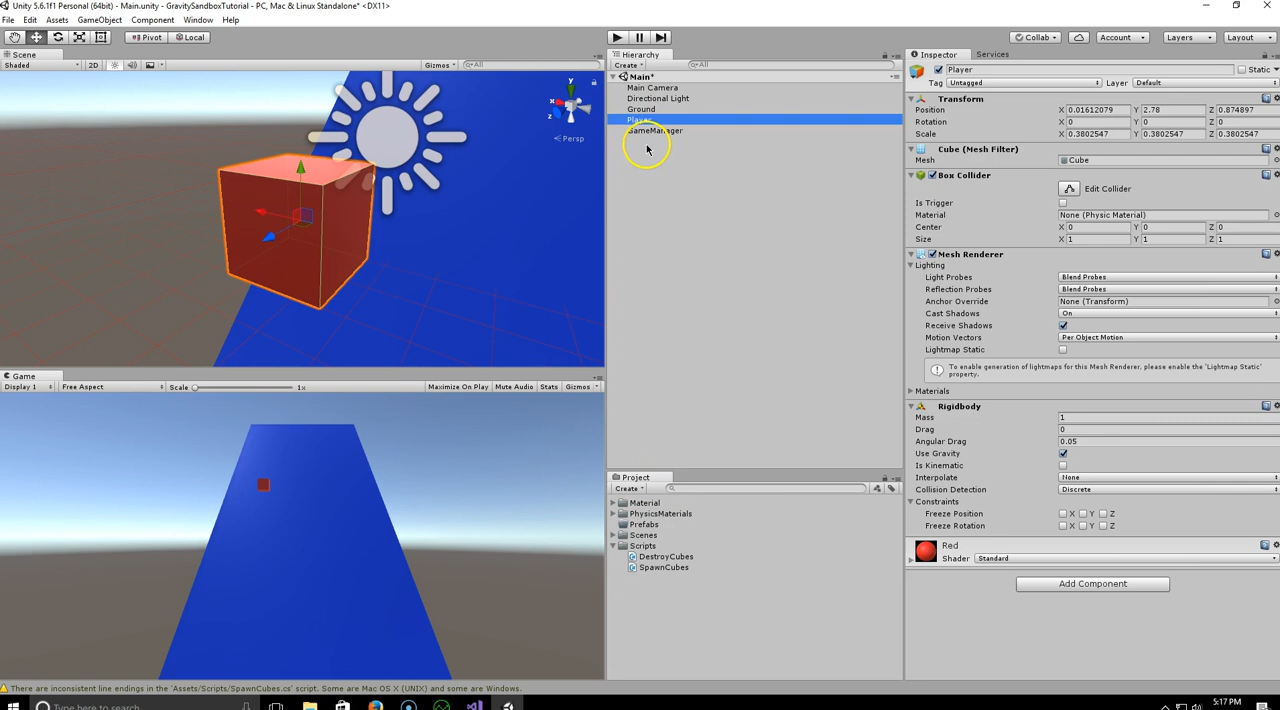 Unity 5.6.1f1 Personal (64bit) - Main.unity - GravitySandboxTutorial - PC, Mac & Linux Standalone* <DX11>
File Edit Assets GameObject Component Window Help
Pivot Local Collab Account Layers Layout
Scene
Shaded 2D Gizmos All
y
x
z
Persp
Game
Display 1 Free Aspect Scale 1x Maximize On Play Mute Audio Stats Gizmos
Hierarchy
Create All
Main*
Main Camera
Directional Light
Ground
Player
GameManager
Project
Create
Material
PhysicsMaterials
Prefabs
Scenes
Scripts
DestroyCubes
SpawnCubes
Inspector Services
Player Static
Tag Untagged Layer Default
Transform
Position X 0.01612079 Y 2.78 Z 0.874897
Rotation X 0 Y 0 Z 0
Scale X 0.3802547 Y 0.3802547 Z 0.3802547
Cube (Mesh Filter)
Mesh Cube
Box Collider
Edit Collider
Is Trigger
Material None (Physic Material)
Center X 0 Y 0 Z 0
Size X 1 Y 1 Z 1
Mesh Renderer
Lighting
Light Probes Blend Probes
Reflection Probes Blend Probes
Anchor Override None (Transform)
Cast Shadows On
Receive Shadows
Motion Vectors Per Object Motion
Lightmap Static
To enable generation of lightmaps for this Mesh Renderer, please enable the 'Lightmap Static'
property.
Materials
Rigidbody
Mass 1
Drag 0
Angular Drag 0.05
Use Gravity
Is Kinematic
Interpolate None
Collision Detection Discrete
Constraints
Freeze Position X Y Z
Freeze Rotation X Y Z
Red
Shader Standard
Add Component
There are inconsistent line endings in the 'Assets/Scripts/SpawnCubes.cs' script. Some are Mac OS X (UNIX) and some are Windows.
Type here to search
5:17 PM